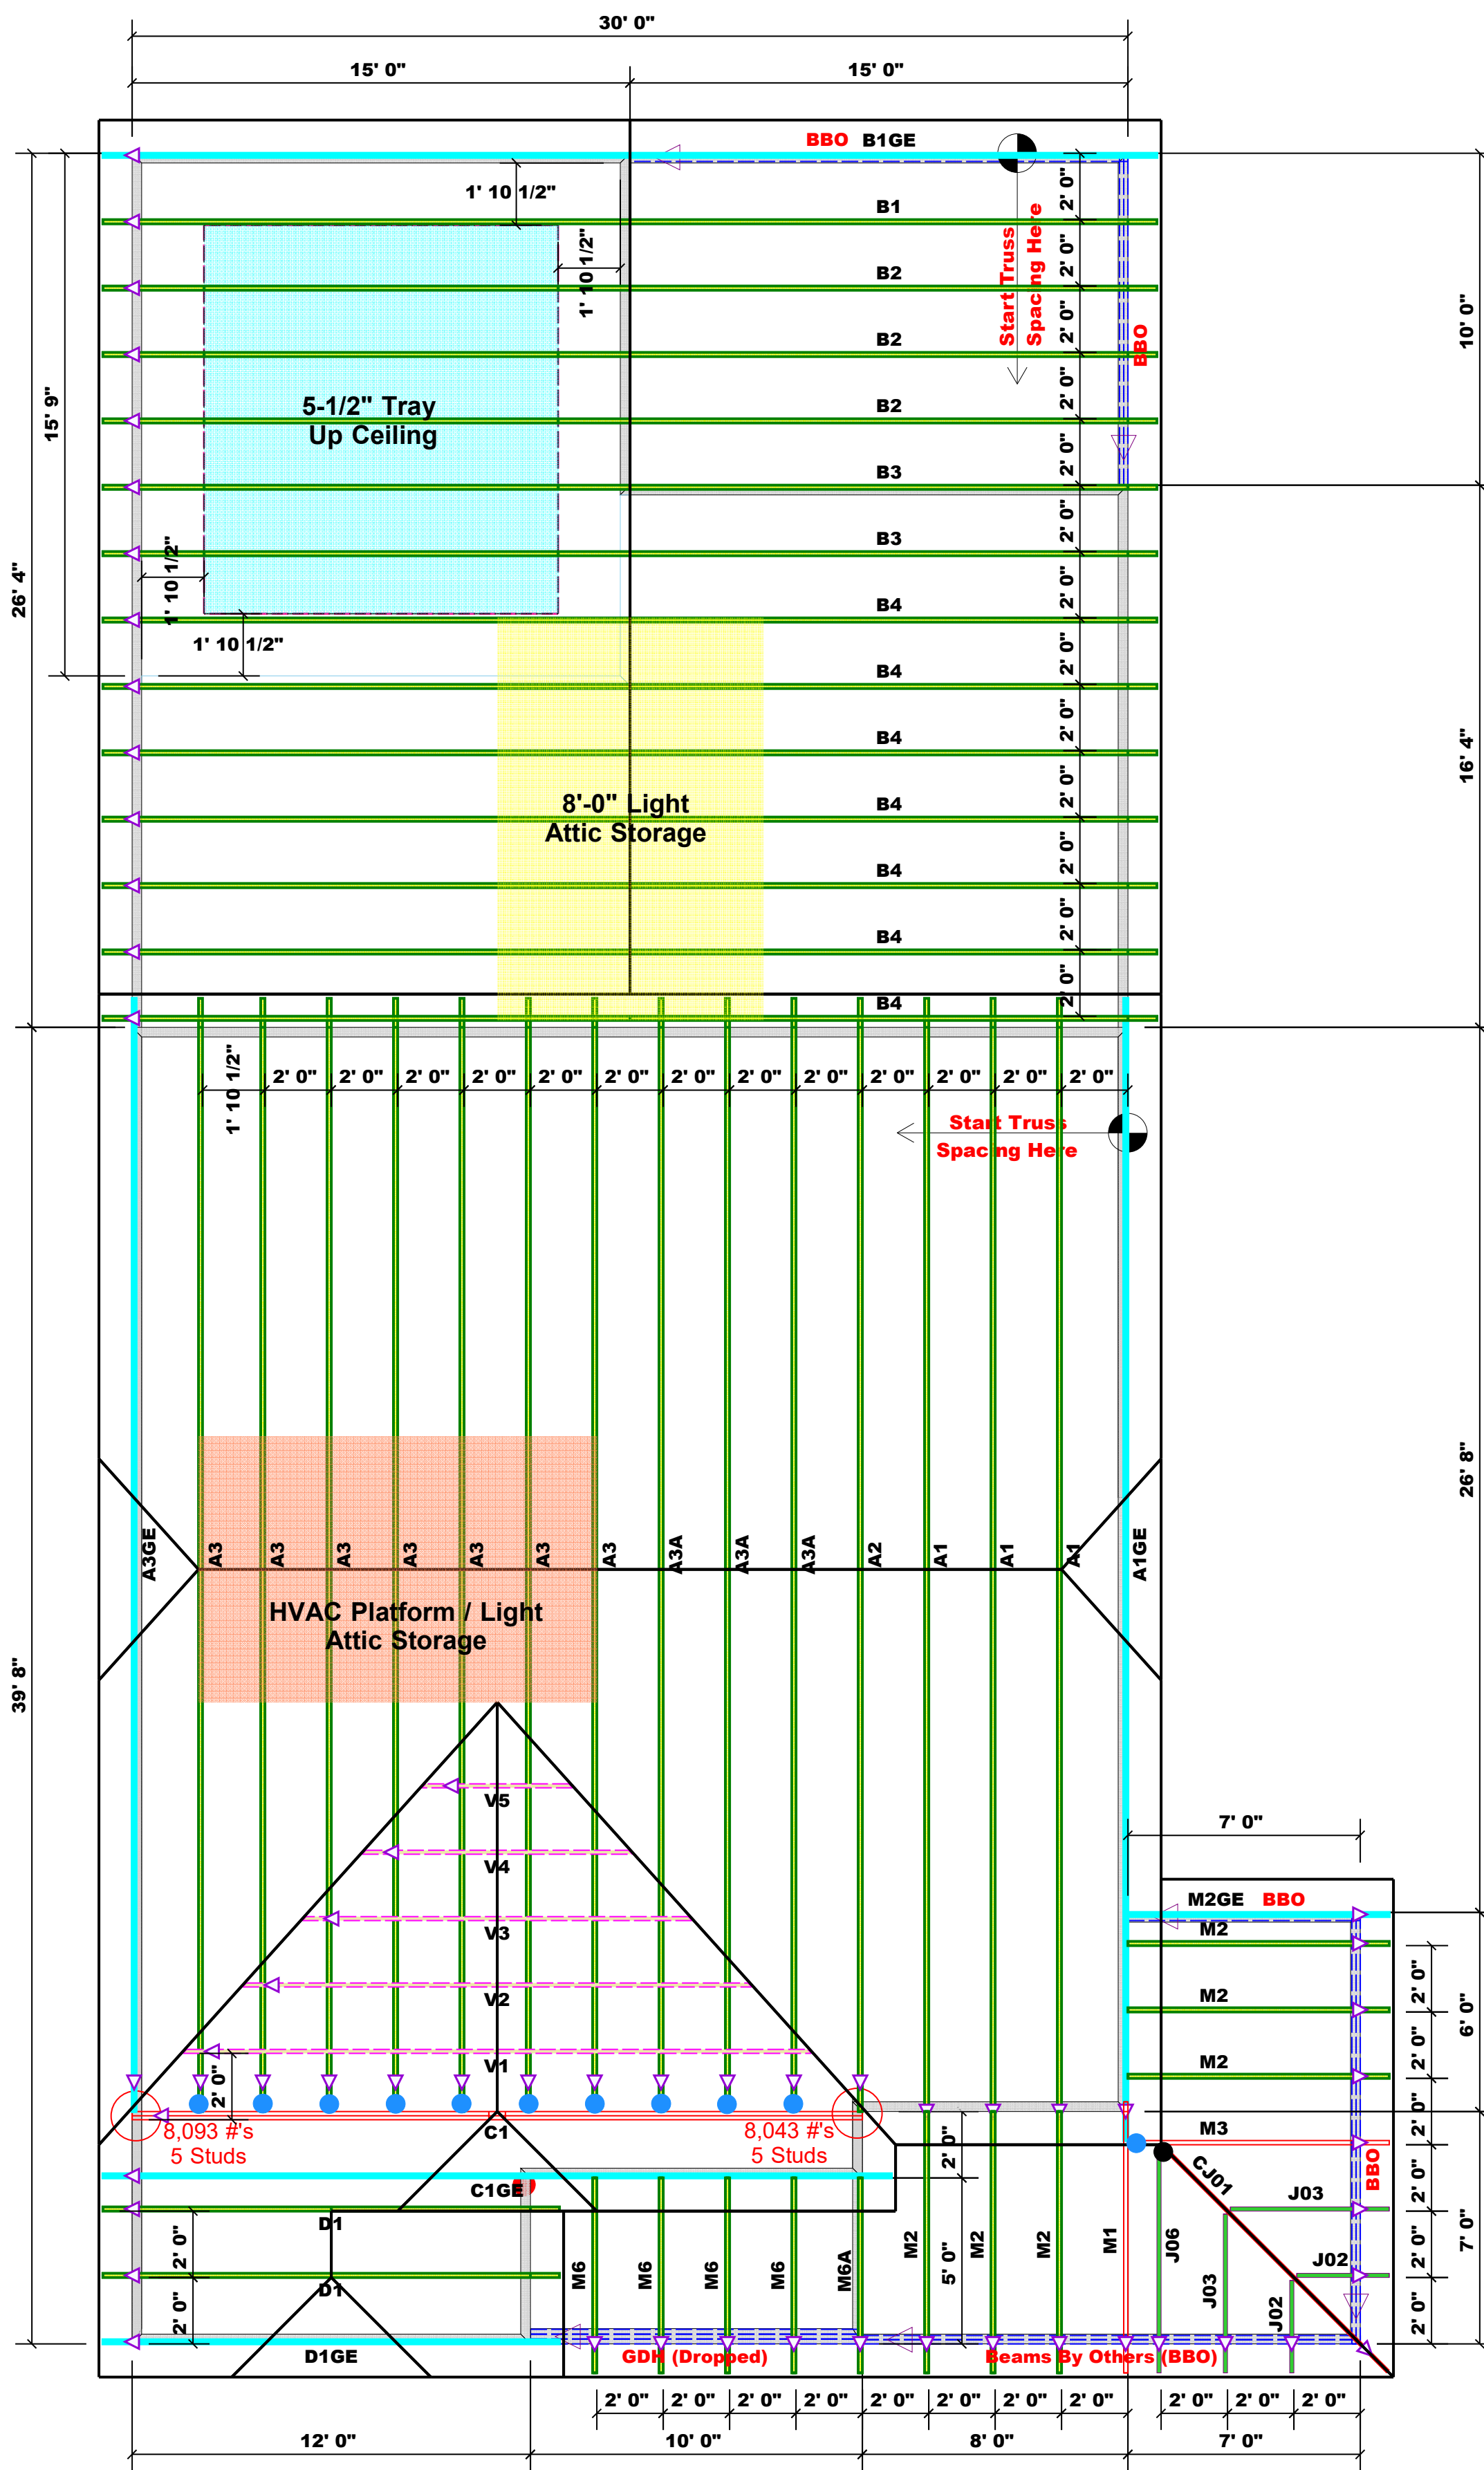 30' 0"
15' 0"
15' 0"
BBO B1GE
1' 10 1/2"
2' 0"
B1
1' 10 1/2"
Start Truss
Spacing Here
2' 0"
B2
2' 0"
10' 0"
B2
BBO
2' 0"
15' 9"
5-1/2" Tray
Up Ceiling
B2
2' 0"
B3
2' 0"
B3
1' 10 1/2"
26' 4"
2' 0"
B4
1' 10 1/2"
2' 0"
B4
2' 0"
16' 4"
B4
2' 0"
8'-0" Light
Attic Storage
B4
2' 0"
B4
2' 0"
B4
2' 0"
B4
1' 10 1/2"
2' 0"
2' 0"
2' 0"
2' 0"
2' 0"
2' 0"
2' 0"
2' 0"
2' 0"
2' 0"
2' 0"
2' 0"
2' 0"
Start Truss
Spacing Here
26' 8"
A3GE
A3
A3
A3
A3
A3
A3
A3
A3A
A3A
A3A
A2
A1
A1
A1
A1GE
HVAC Platform / Light
Attic Storage
39' 8"
V5
7' 0"
V4
M2GE BBO
V3
M2
2' 0"
V2
M2
6' 0"
2' 0"
V1
M2
2' 0"
2' 0"
8,093 #'s
5 Studs
C1
8,043 #'s
5 Studs
M3
2' 0"
CJ01
BBO
C1GE
2' 0"
J03
D1
2' 0"
M6
M6
M6
M6
M6A
M2
5' 0"
M2
M2
M1
J06
J03
J02
J02
2' 0"
7' 0"
D1
2' 0"
2' 0"
D1GE
GDH (Dropped)
Beams By Others (BBO)
2' 0"
2' 0"
2' 0"
2' 0"
2' 0"
2' 0"
2' 0"
2' 0"
2' 0"
2' 0"
2' 0"
12' 0"
10' 0"
8' 0"
7' 0"